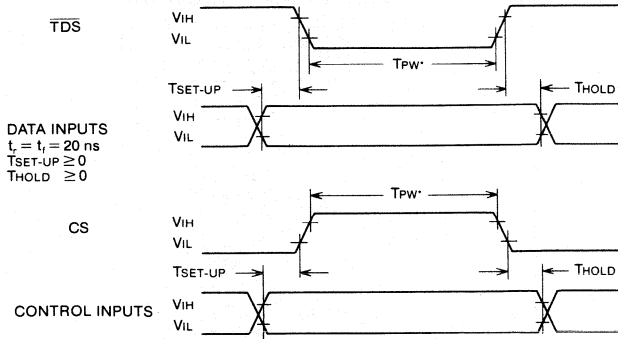 TDS
VIH
VIL
TPW*
TSET-UP
THOLD
DATA INPUTS
tr = tf = 20 ns
TSET-UP ≥ 0
THOLD ≥ 0
VIH
VIL
TPW*
CS
VIH
VIL
TSET-UP
THOLD
CONTROL INPUTS
VIH
VIL